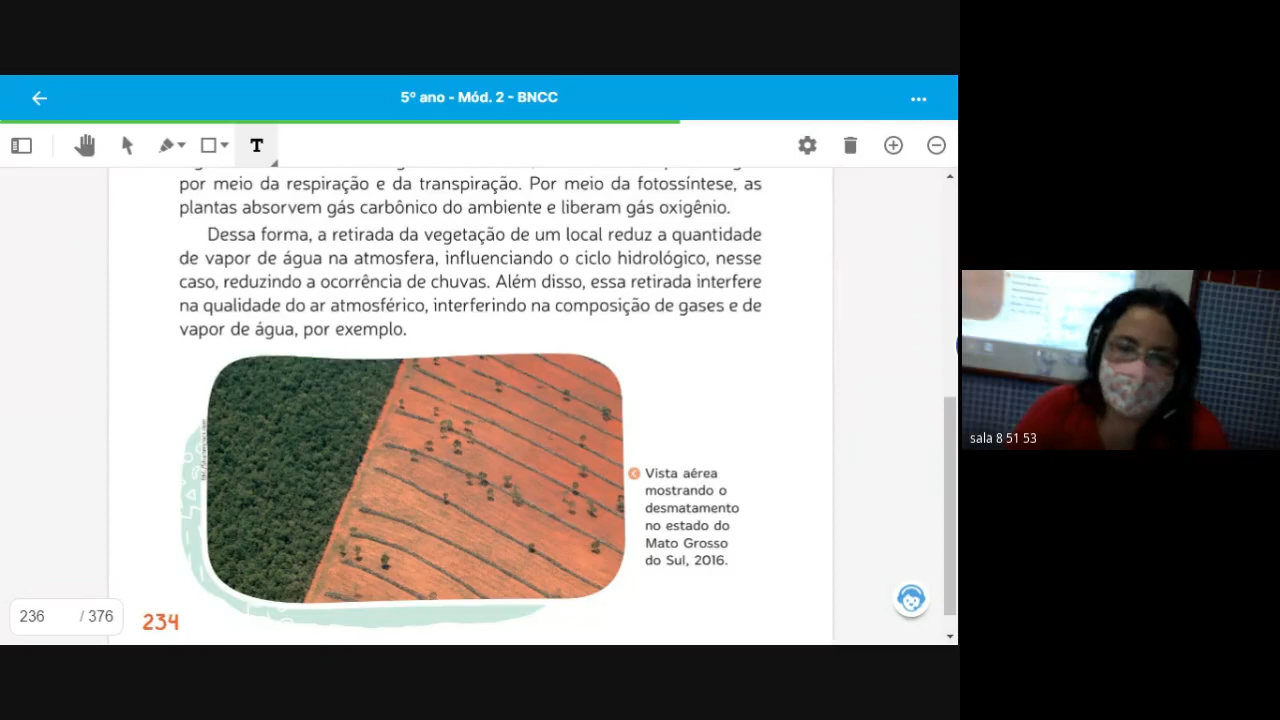 5º ano - Mód. 2 - BNCC
T
por meio da respiração e da transpiração. Por meio da fotossíntese, as
plantas absorvem gás carbônico do ambiente e liberam gás oxigênio.
Dessa forma, a retirada da vegetação de um local reduz a quantidade
de vapor de água na atmosfera, influenciando o ciclo hidrológico, nesse
caso, reduzindo a ocorrência de chuvas. Além disso, essa retirada interfere
na qualidade do ar atmosférico, interferindo na composição de gases e de
vapor de água, por exemplo.
Vista aérea
mostrando o
desmatamento
no estado do
Mato Grosso
do Sul, 2016.
236 / 376
234
sala 8 51 53